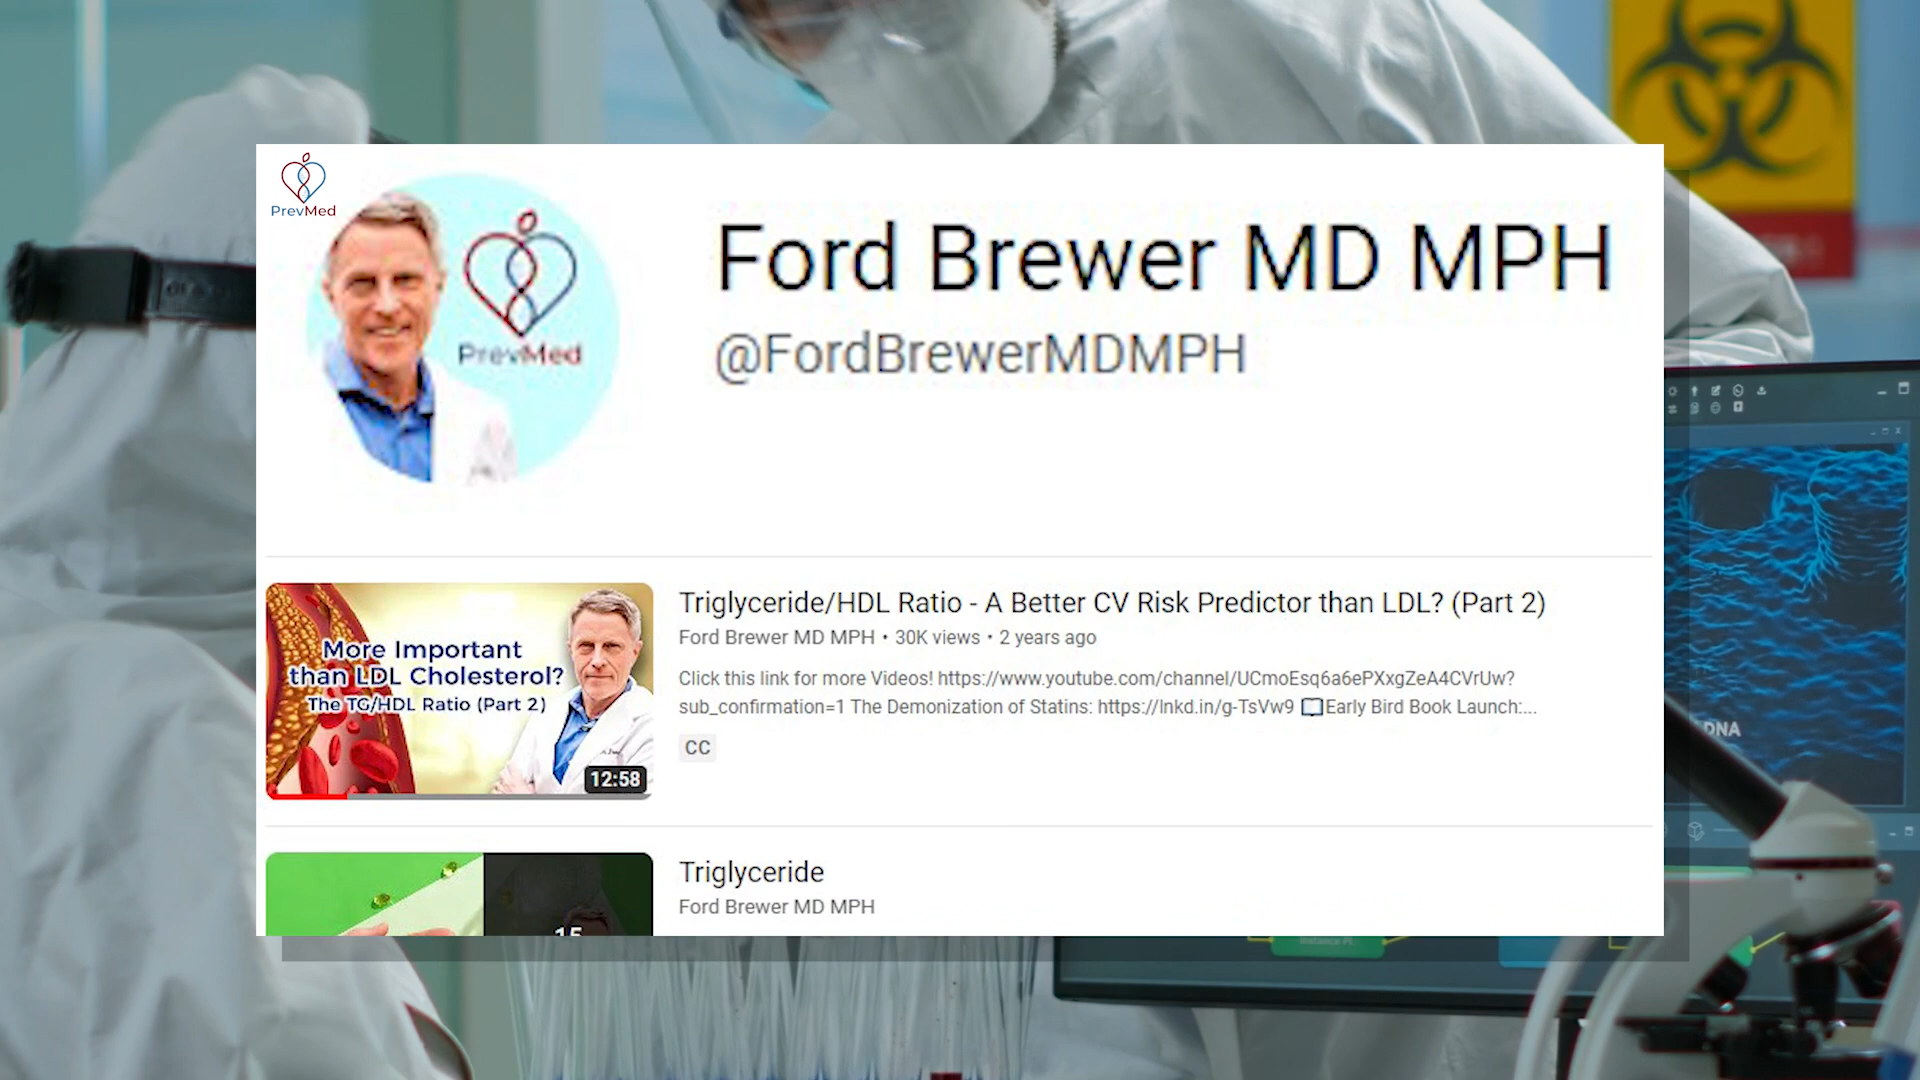 PrevMed
PrevMed
Ford Brewer MD MPH
@FordBrewerMDMPH
More Important
than LDL Cholesterol?
The TG/HDL Ratio (Part 2)
12:58
Triglyceride/HDL Ratio - A Better CV Risk Predictor than LDL? (Part 2)
Ford Brewer MD MPH • 30K views • 2 years ago
Click this link for more Videos! https://www.youtube.com/channel/UCmoEsq6a6ePXxgZeA4CVrUw?
sub_confirmation=1 The Demonization of Statins: https://lnkd.in/g-TsVw9 📖Early Bird Book Launch:...
CC
DNA
15
Triglyceride
Ford Brewer MD MPH